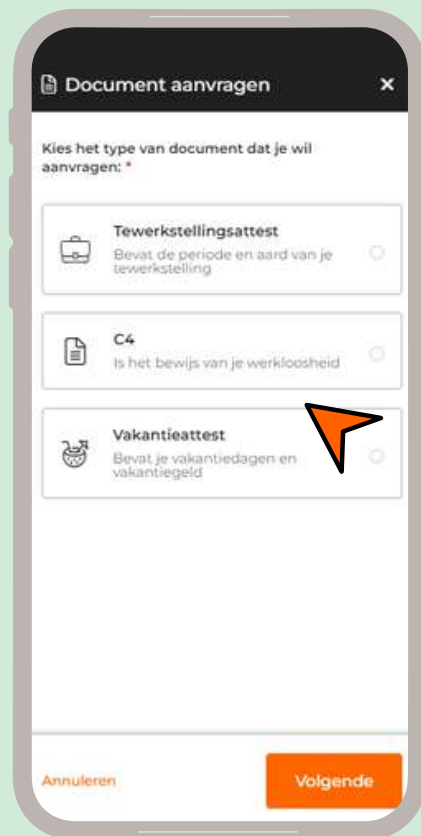 Document aanvragen
Kies het type van document dat je wil
aanvragen: *
Tewerkstellingsattest
Bevat de periode en aard van je
tewerkstelling
C4
Is het bewijs van je werkloosheid
Vakantieattest
Bevat je vakantiedagen en
vakantiegeld
Annuleren
Volgende